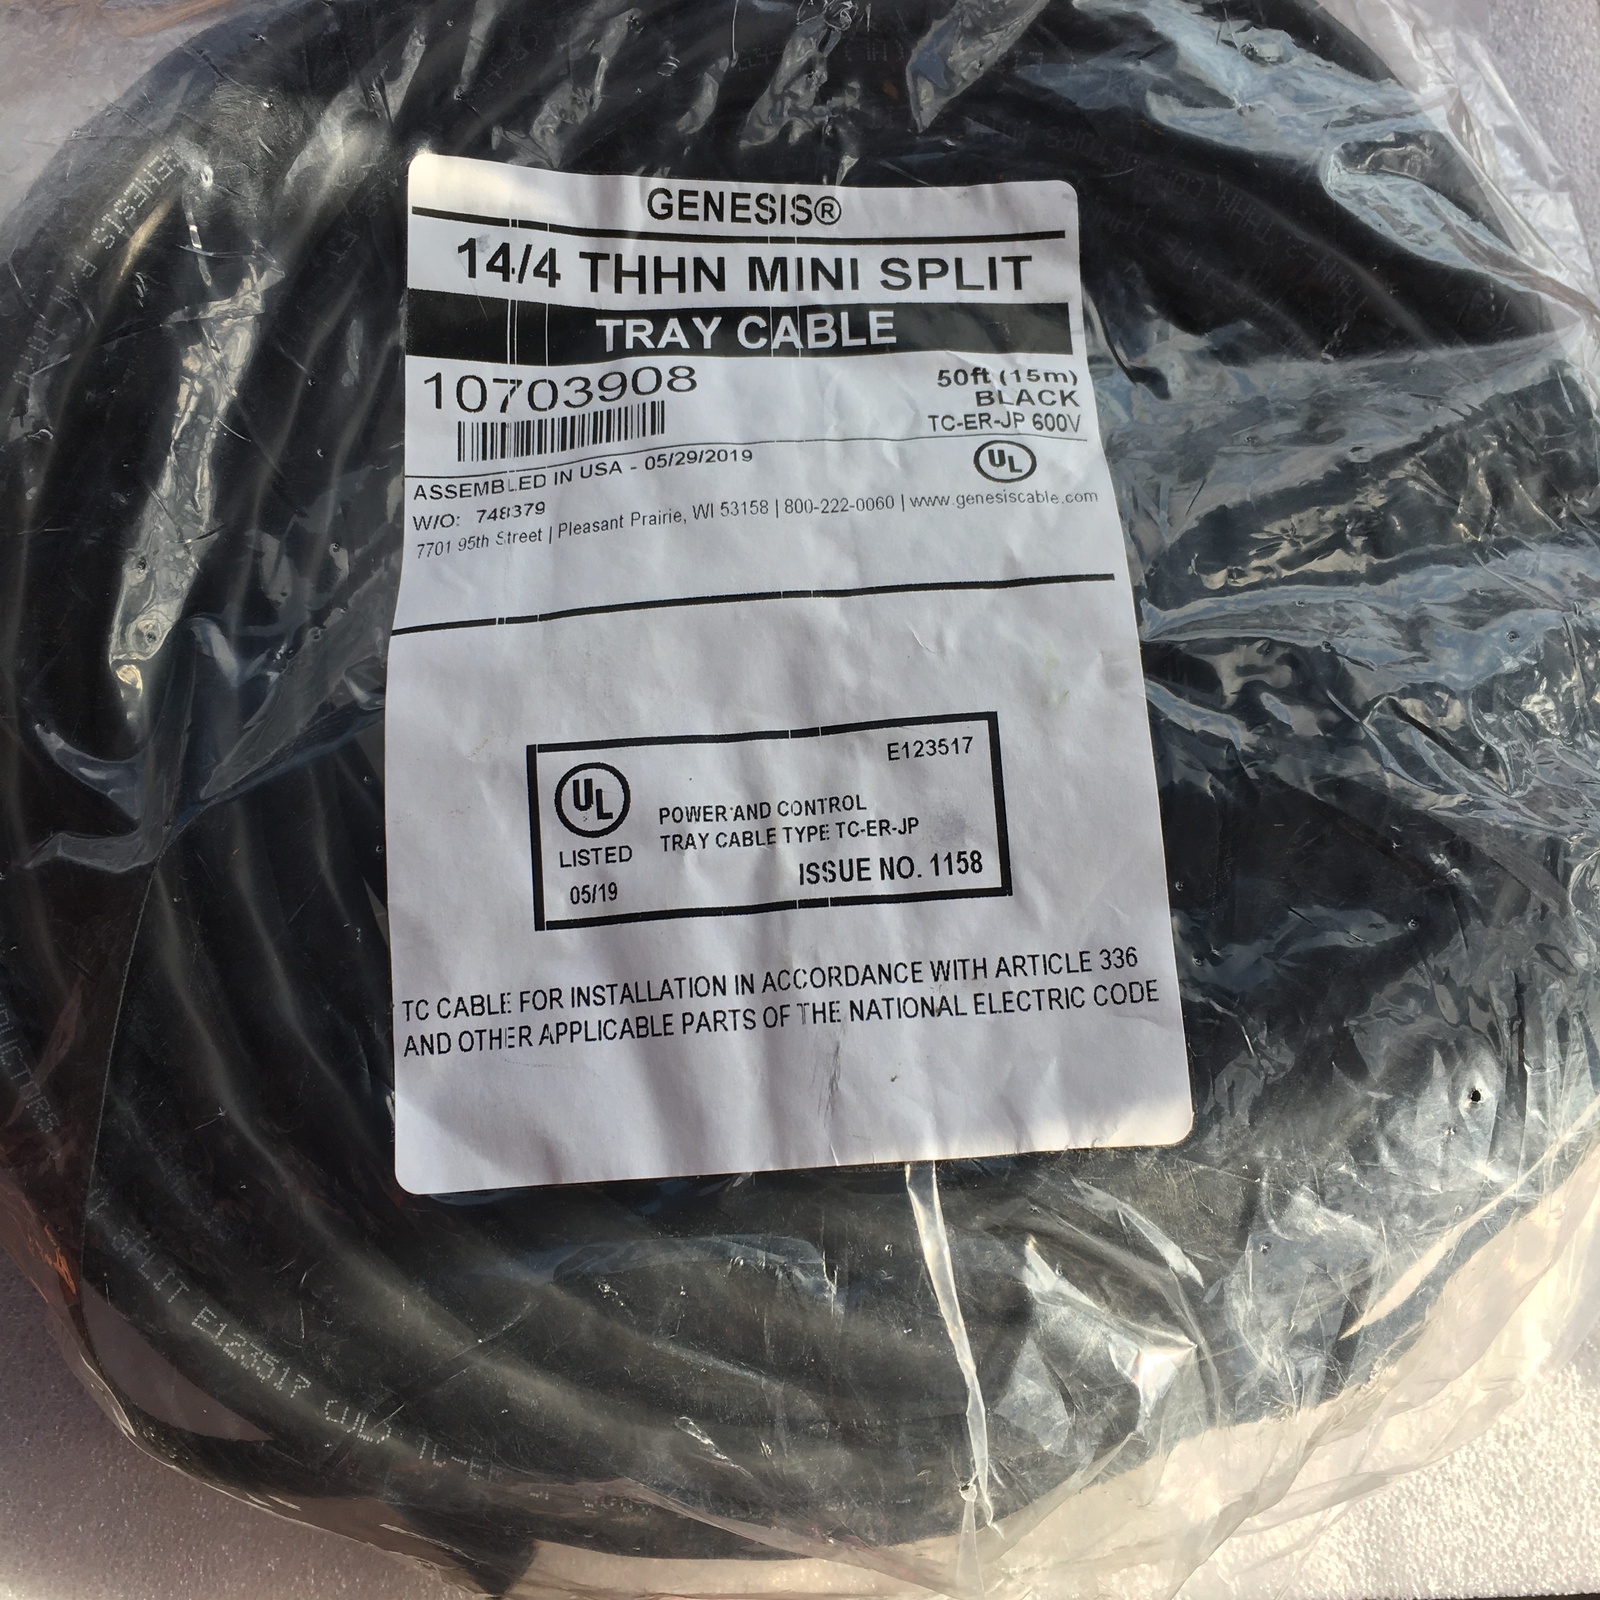 GENESIS®
14/4 THHN MINI SPLIT
TRAY CABLE
10703908
50ft (15m)
BLACK
TC-ER-JP 600V
UL
ASSEMBLED IN USA - 05/29/2019
W/O: 748379
7701 95th Street | Pleasant Prairie, WI 53158 | 800-222-0060 | www.genesiscable.com
E123517
UL
LISTED
05/19
POWER AND CONTROL
TRAY CABLE TYPE TC-ER-JP
ISSUE NO. 1158
TC CABLE FOR INSTALLATION IN ACCORDANCE WITH ARTICLE 336
AND OTHER APPLICABLE PARTS OF THE NATIONAL ELECTRIC CODE
GENESIS
SPLIT E123517